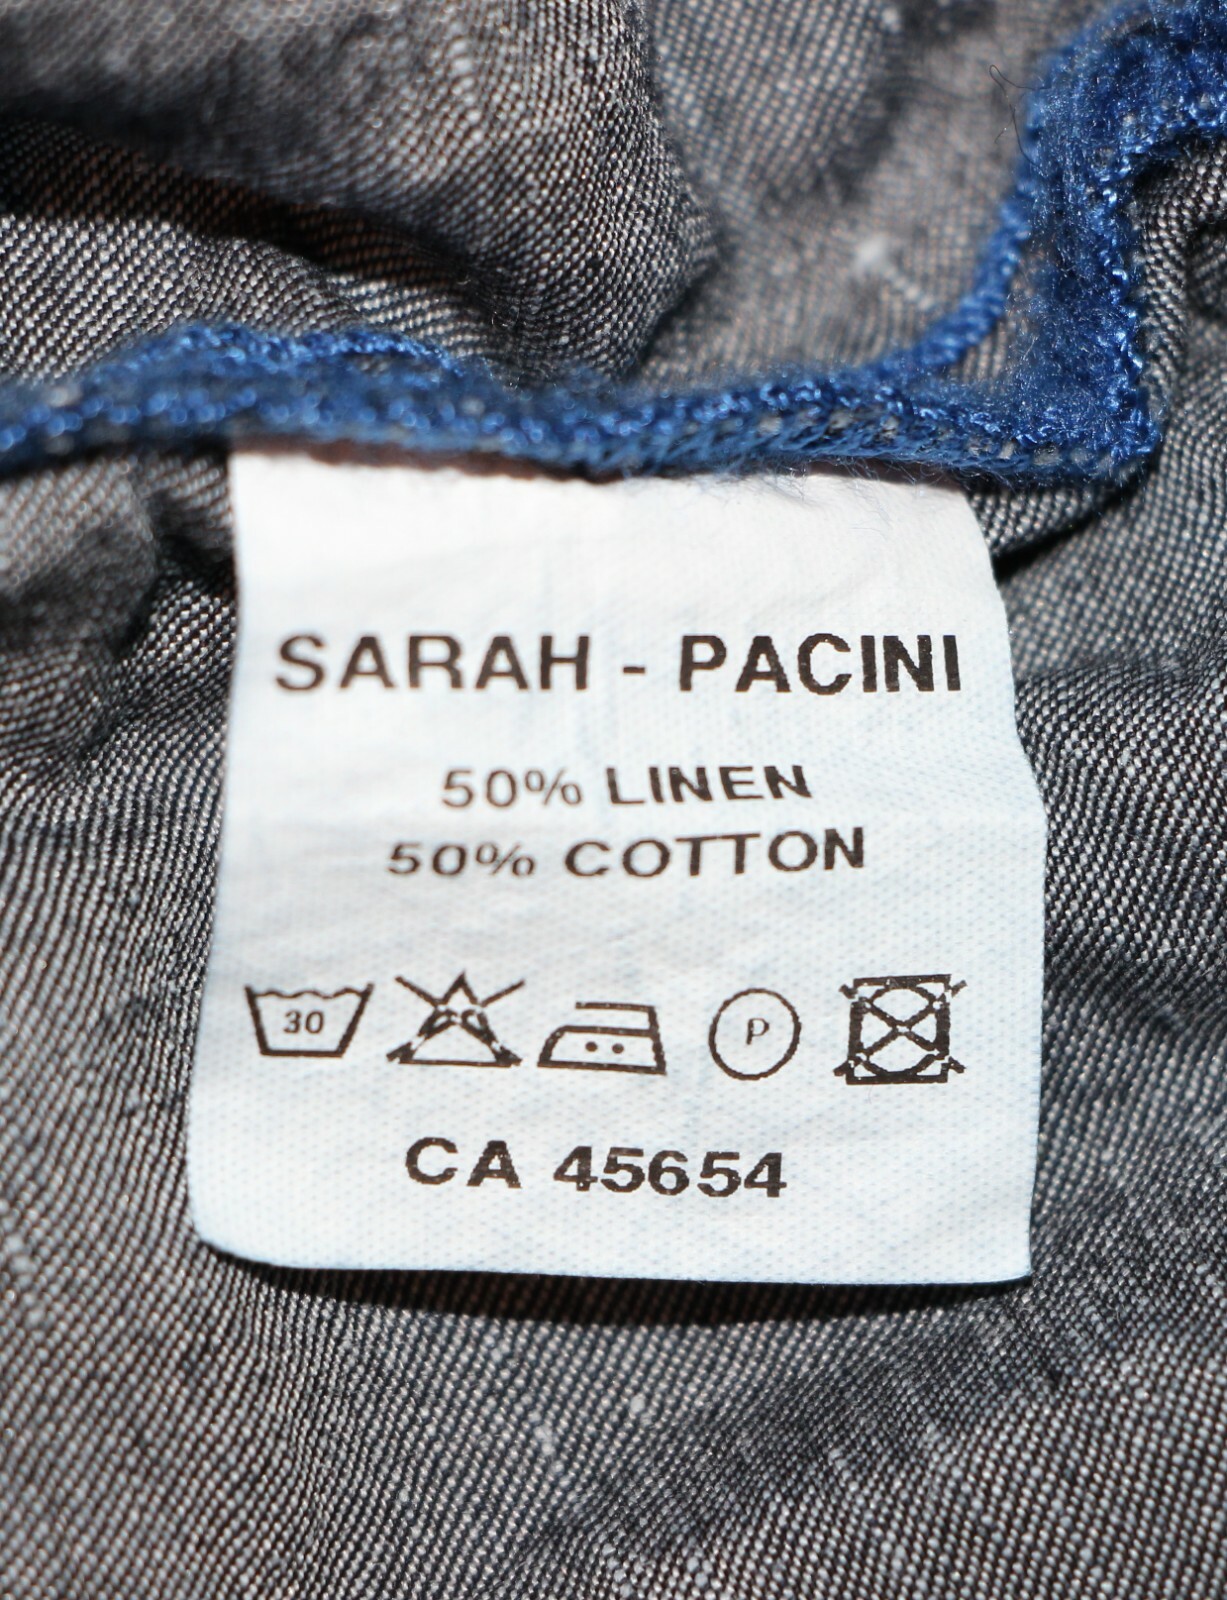 SARAH - PACINI
50% LINEN
50% COTTON
30 P
CA 45654